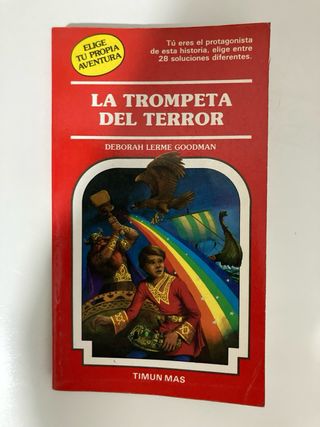 ELIGE
TU PROPIA
AVENTURA
Tú eres el protagonista
de esta historia, elige entre
28 soluciones diferentes.
LA TROMPETA
DEL TERROR
DEBORAH LERME GOODMAN
TIMUN MAS